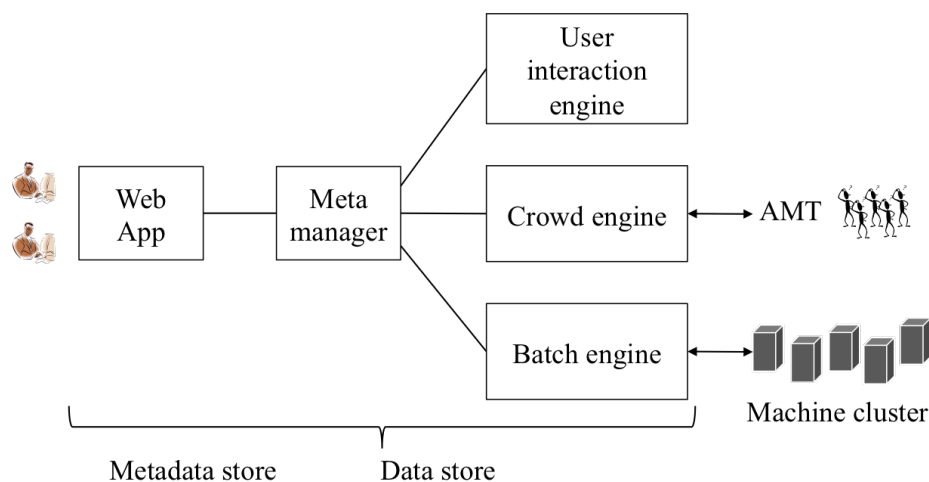 User
interaction
engine
Web
App
Meta
manager
Crowd engine
AMT
Batch engine
Machine cluster
Metadata store
Data store